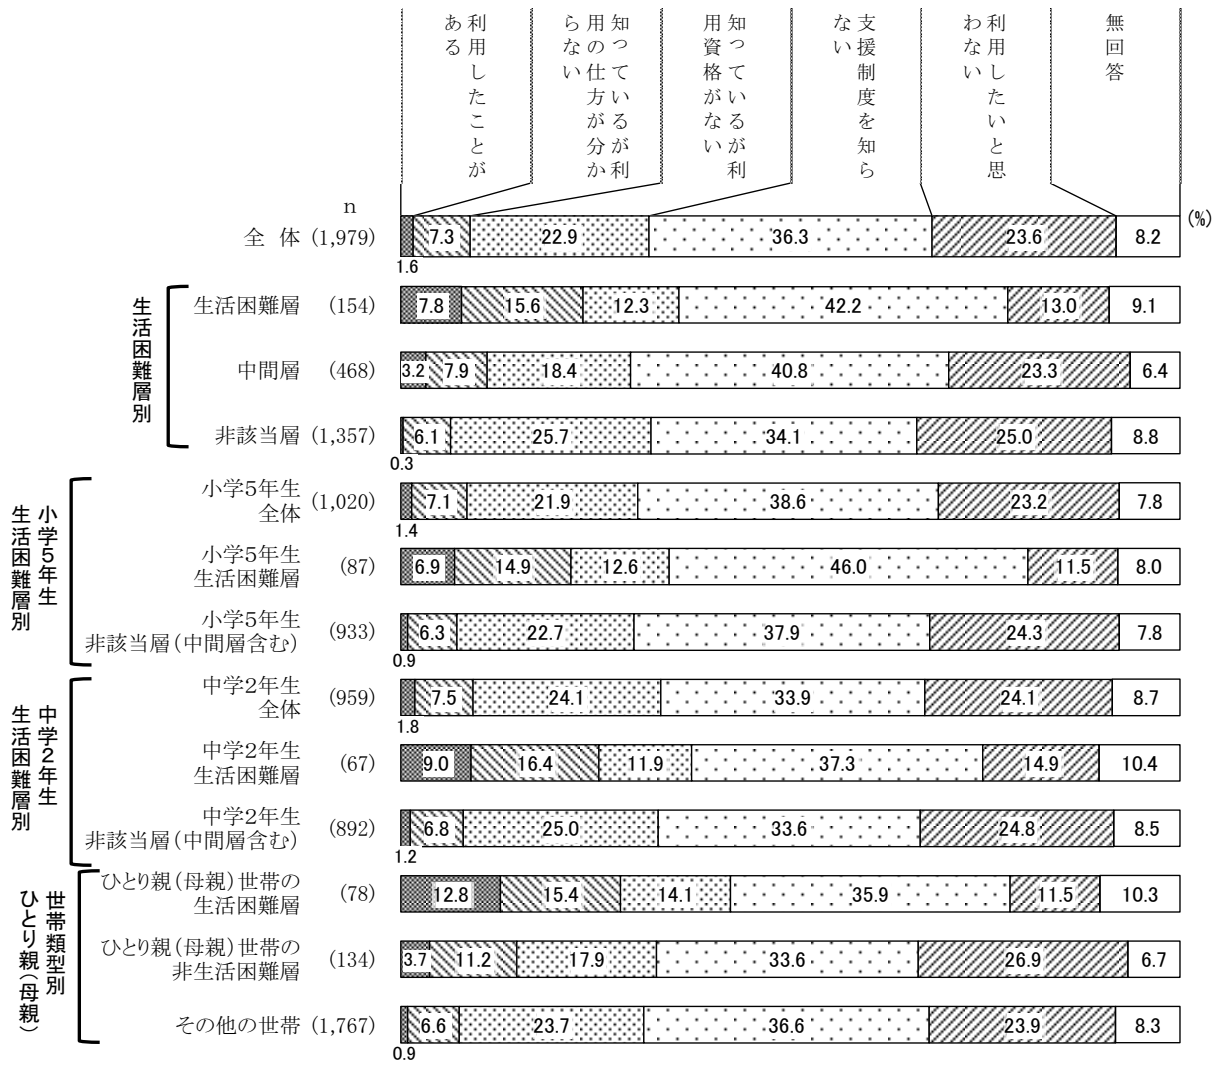 利用したことが
ある
知っているが利
用の仕方が分か
らない
知っているが利
用資格がない
支援制度を知ら
ない
利用したいと思
わない
無回答
n
(%)
全 体 (1,979)
7.3 22.9 36.3 23.6 8.2
1.6
生活困難層別
生活困難層 (154)
7.8 15.6 12.3 42.2 13.0 9.1
中間層 (468)
3.2 7.9 18.4 40.8 23.3 6.4
非該当層 (1,357)
6.1 25.7 34.1 25.0 8.8
0.3
小学5年生
生活困難層別
小学5年生
全体
(1,020)
7.1 21.9 38.6 23.2 7.8
1.4
小学5年生
生活困難層
(87)
6.9 14.9 12.6 46.0 11.5 8.0
小学5年生
非該当層(中間層含む)
(933)
6.3 22.7 37.9 24.3 7.8
0.9
中学2年生
生活困難層別
中学2年生
全体
(959)
7.5 24.1 33.9 24.1 8.7
1.8
中学2年生
生活困難層
(67)
9.0 16.4 11.9 37.3 14.9 10.4
中学2年生
非該当層(中間層含む)
(892)
6.8 25.0 33.6 24.8 8.5
1.2
世帯類型別
ひとり親(母親)
ひとり親(母親)世帯の
生活困難層
(78)
12.8 15.4 14.1 35.9 11.5 10.3
ひとり親(母親)世帯の
非生活困難層
(134)
3.7 11.2 17.9 33.6 26.9 6.7
その他の世帯 (1,767)
6.6 23.7 36.6 23.9 8.3
0.9